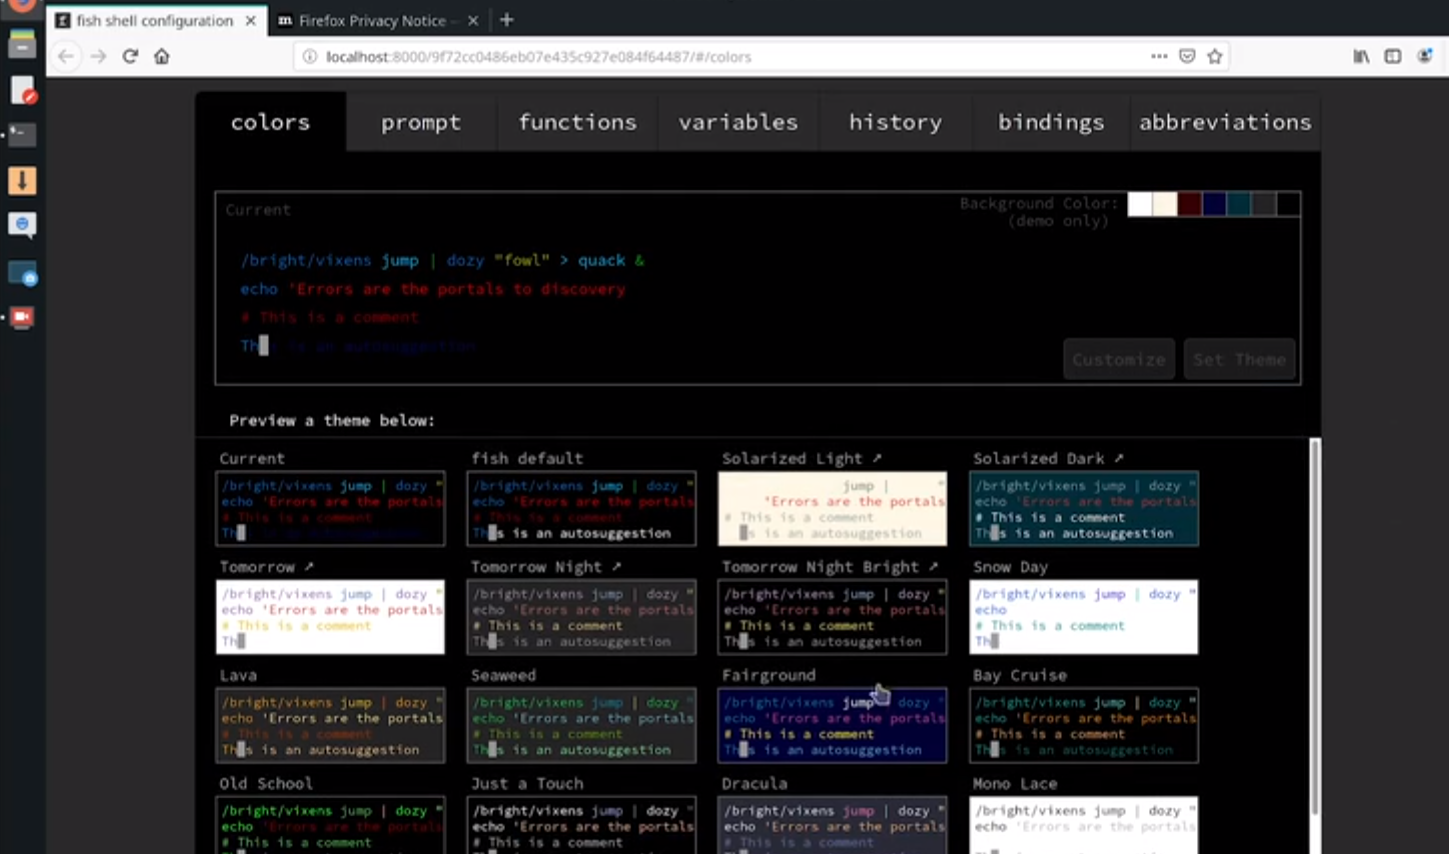 fish shell configuration
Firefox Privacy Notice —
localhost:8000/9f72cc0486eb07e435c927e084f64487/#/colors
colors prompt functions variables history bindings abbreviations
Current
Background Color:
(demo only)
/bright/vixens jump | dozy "fowl" > quack &
echo 'Errors are the portals to discovery
# This is a comment
Th s is an autosuggestion
Customize Set Theme
Preview a theme below:
Current
/bright/vixens jump | dozy "
echo 'Errors are the portals
# This is a comment
Th
fish default
/bright/vixens jump | dozy "
echo 'Errors are the portals
# This is a comment
Th s is an autosuggestion
Solarized Light ↗
jump | "
'Errors are the portals
# This is a comment
s is an autosuggestion
Solarized Dark ↗
/bright/vixens jump | dozy "
echo 'Errors are the portals
# This is a comment
Th s is an autosuggestion
Tomorrow ↗
/bright/vixens jump | dozy "
echo 'Errors are the portals
# This is a comment
Th
Tomorrow Night ↗
/bright/vixens jump | dozy "
echo 'Errors are the portals
# This is a comment
Th s is an autosuggestion
Tomorrow Night Bright ↗
/bright/vixens jump | dozy "
echo 'Errors are the portals
# This is a comment
Th s is an autosuggestion
Snow Day
/bright/vixens jump | dozy "
echo
# This is a comment
Th
Lava
/bright/vixens jump | dozy "
echo 'Errors are the portals
# This is a comment
Th s is an autosuggestion
Seaweed
/bright/vixens jump | dozy "
echo 'Errors are the portals
# This is a comment
Th s is an autosuggestion
Fairground
/bright/vixens jump dozy "
echo 'Errors are the portals
# This is a comment
Th s is an autosuggestion
Bay Cruise
/bright/vixens jump | dozy "
echo 'Errors are the portals
# This is a comment
Th s is an autosuggestion
Old School
/bright/vixens jump | dozy "
echo 'Errors are the portals
# This is a comment
Just a Touch
/bright/vixens jump | dozy "
echo 'Errors are the portals
# This is a comment
Dracula
/bright/vixens jump | dozy "
echo 'Errors are the portals
# This is a comment
Mono Lace
/bright/vixens jump | dozy "
echo 'Errors are the portals